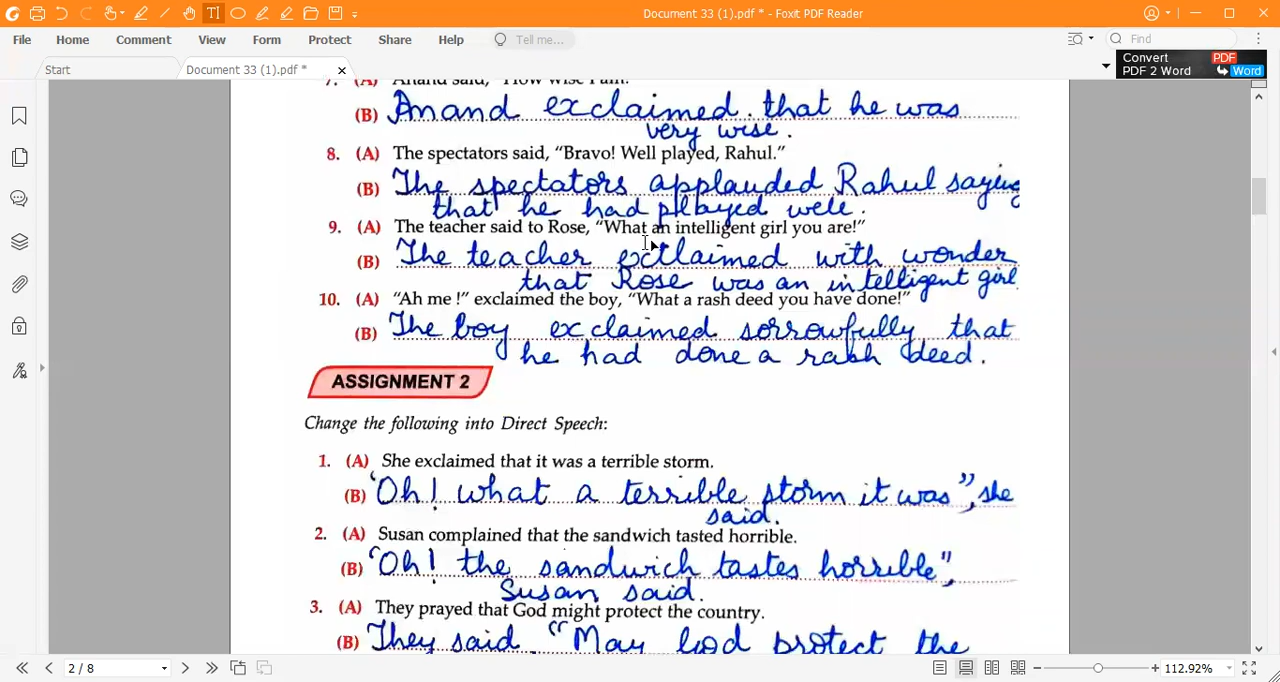 Document 33 (1).pdf * - Foxit PDF Reader
File Home Comment View Form Protect Share Help Tell me... Find
Start Document 33 (1).pdf *
Convert PDF
PDF 2 Word Word
7. (A) Anand said, "How wise I am!"
(B) Anand exclaimed that he was
very wise.
8. (A) The spectators said, "Bravo! Well played, Rahul."
(B) The spectators applauded Rahul saying
that he had played well.
9. (A) The teacher said to Rose, "What an intelligent girl you are!"
(B) The teacher exclaimed with wonder
that Rose was an intelligent girl.
10. (A) "Ah me !" exclaimed the boy, "What a rash deed you have done!"
(B) The boy exclaimed sorrowfully that
he had done a rash deed.
ASSIGNMENT 2
Change the following into Direct Speech:
1. (A) She exclaimed that it was a terrible storm.
(B) "Oh! what a terrible storm it was", she
said.
2. (A) Susan complained that the sandwich tasted horrible.
(B) "Oh! the sandwich tastes horrible",
Susan said.
3. (A) They prayed that God might protect the country.
(B) They said, "May God protect the
2 / 8 112.92%